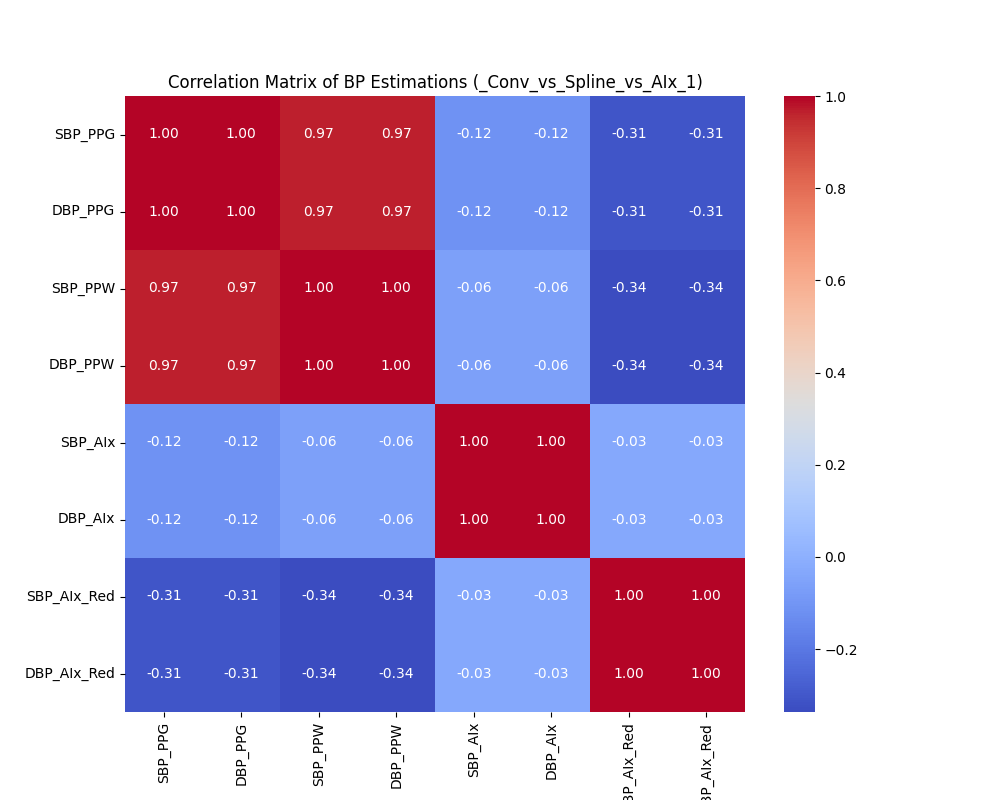 Correlation Matrix of BP Estimations (_Conv_vs_Spline_vs_AIx_1)
SBP_PPG 1.00 1.00 0.97 0.97 -0.12 -0.12 -0.31 -0.31
DBP_PPG 1.00 1.00 0.97 0.97 -0.12 -0.12 -0.31 -0.31
SBP_PPW 0.97 0.97 1.00 1.00 -0.06 -0.06 -0.34 -0.34
DBP_PPW 0.97 0.97 1.00 1.00 -0.06 -0.06 -0.34 -0.34
SBP_AIx -0.12 -0.12 -0.06 -0.06 1.00 1.00 -0.03 -0.03
DBP_AIx -0.12 -0.12 -0.06 -0.06 1.00 1.00 -0.03 -0.03
SBP_AIx_Red -0.31 -0.31 -0.34 -0.34 -0.03 -0.03 1.00 1.00
DBP_AIx_Red -0.31 -0.31 -0.34 -0.34 -0.03 -0.03 1.00 1.00
SBP_PPG
DBP_PPG
SBP_PPW
DBP_PPW
SBP_AIx
DBP_AIx
BP_AIx_Red
BP_AIx_Red
1.0
0.8
0.6
0.4
0.2
0.0
−0.2